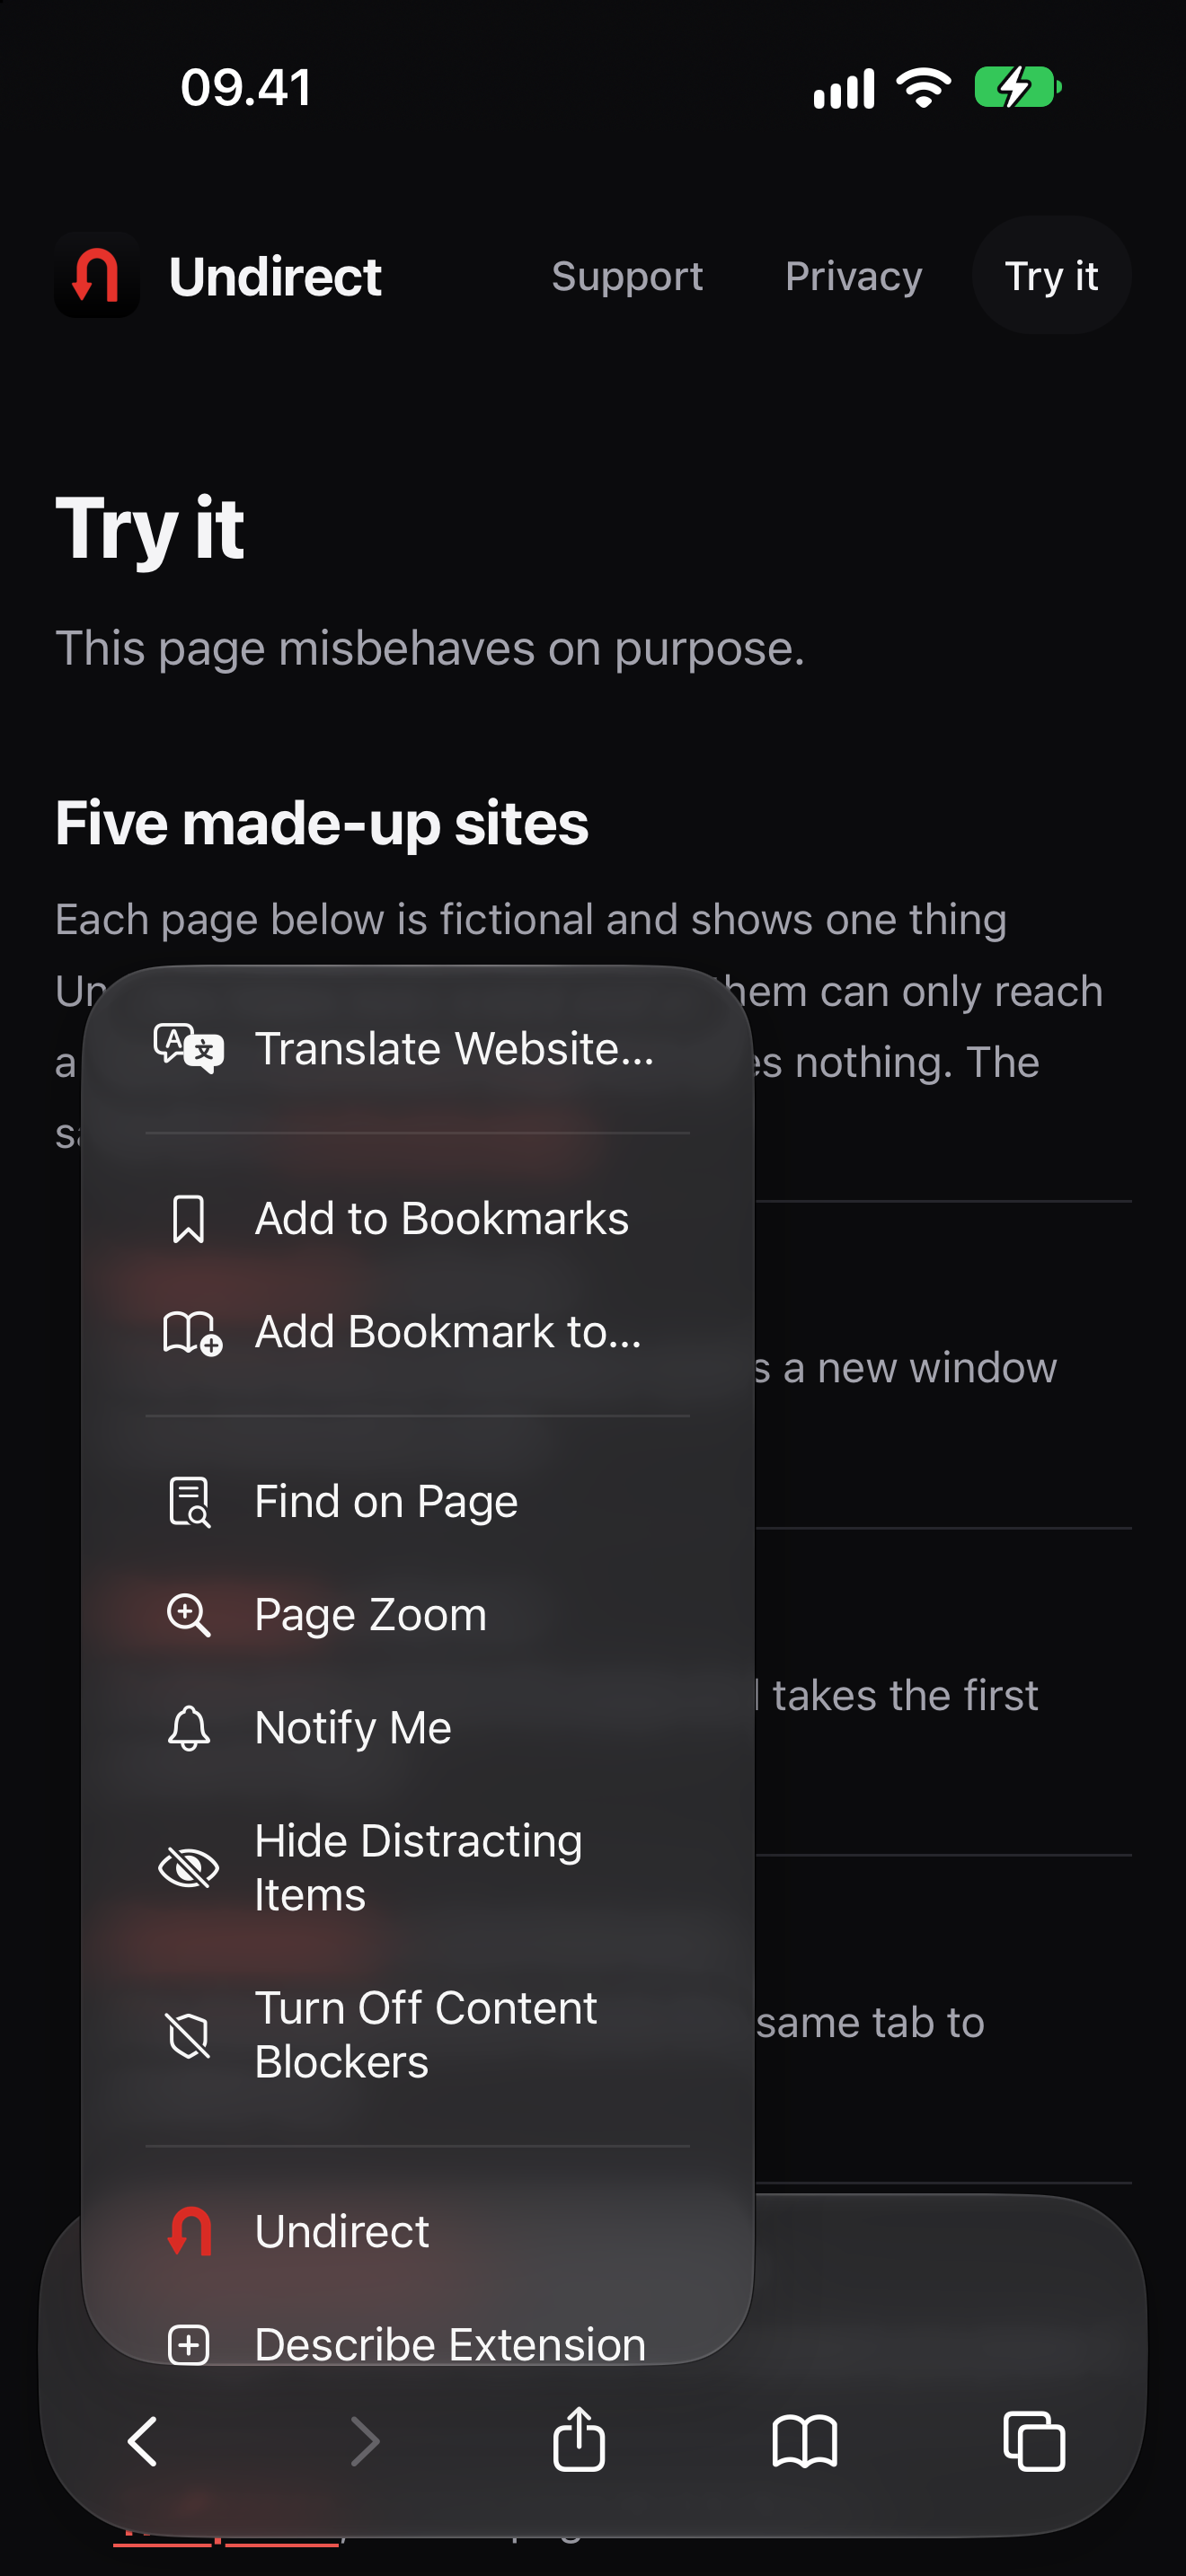 09.41
Undirect
Support
Privacy
Try it
Try it
This page misbehaves on purpose.
Five made-up sites
Each page below is fictional and shows one thing
them can only reach
a
nothing. The
Translate Website...
Add to Bookmarks
Add Bookmark to...
a new window
Find on Page
Page Zoom
takes the first
Notify Me
Hide Distracting
Items
Turn Off Content
Blockers
same tab to
Undirect
Describe Extension